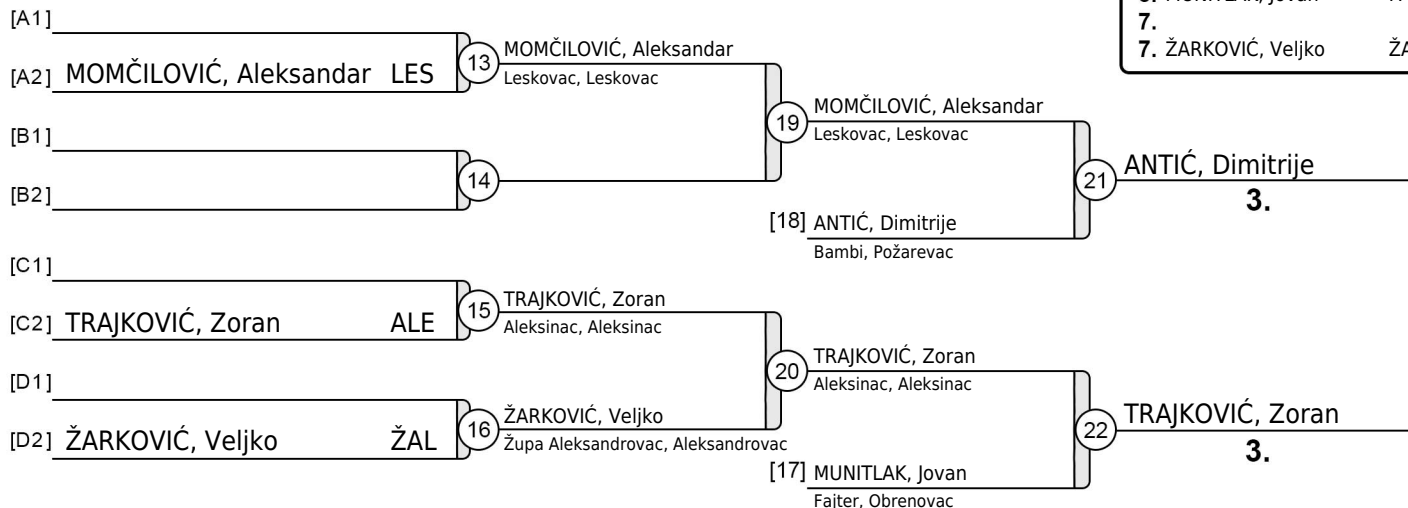 [A1]
[A2] MOMČILOVIĆ, Aleksandar LES
13
MOMČILOVIĆ, Aleksandar
Leskovac, Leskovac
[B1]
[B2]
14
19
MOMČILOVIĆ, Aleksandar
Leskovac, Leskovac
[18] ANTIĆ, Dimitrije
Bambi, Požarevac
21
ANTIĆ, Dimitrije
3.
[C1]
[C2] TRAJKOVIĆ, Zoran ALE
15
TRAJKOVIĆ, Zoran
Aleksinac, Aleksinac
[D1]
[D2] ŽARKOVIĆ, Veljko ŽAL
16
ŽARKOVIĆ, Veljko
Župa Aleksandrovac, Aleksandrovac
20
TRAJKOVIĆ, Zoran
Aleksinac, Aleksinac
[17] MUNITLAK, Jovan
Fajter, Obrenovac
22
TRAJKOVIĆ, Zoran
3.
7.
7. ŽARKOVIĆ, Veljko